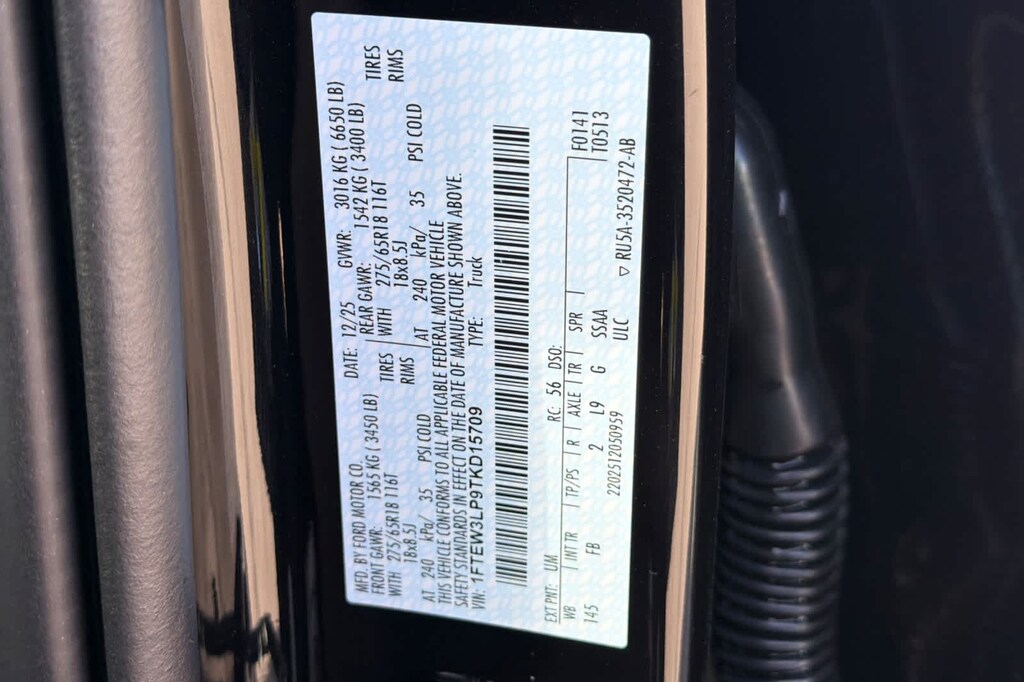 MFD. BY FORD MOTOR CO.
DATE: 12/25 GVWR: 3016 KG ( 6650 LB)
FRONT GAWR: 1565 KG ( 3450 LB) REAR GAWR: 1542 KG ( 3400 LB)
WITH 275/65R18 116T TIRES WITH 275/65R18 116T TIRES
18x8.5J RIMS 18x8.5J RIMS
AT 240 kPa/ 35 PSI COLD AT 240 kPa/ 35 PSI COLD
THIS VEHICLE CONFORMS TO ALL APPLICABLE FEDERAL MOTOR VEHICLE
SAFETY STANDARDS IN EFFECT ON THE DATE OF MANUFACTURE SHOWN ABOVE.
VIN: 1FTEW3LP9TKD15709 TYPE: Truck
EXT PNT: UM RC: 56 DSO: F0141
WB INT TR TP/PS R AXLE TR SPR T0513
145 FB 2 L9 G SSAA
2202512050959 ULC ▽ RU5A-3520472-AB